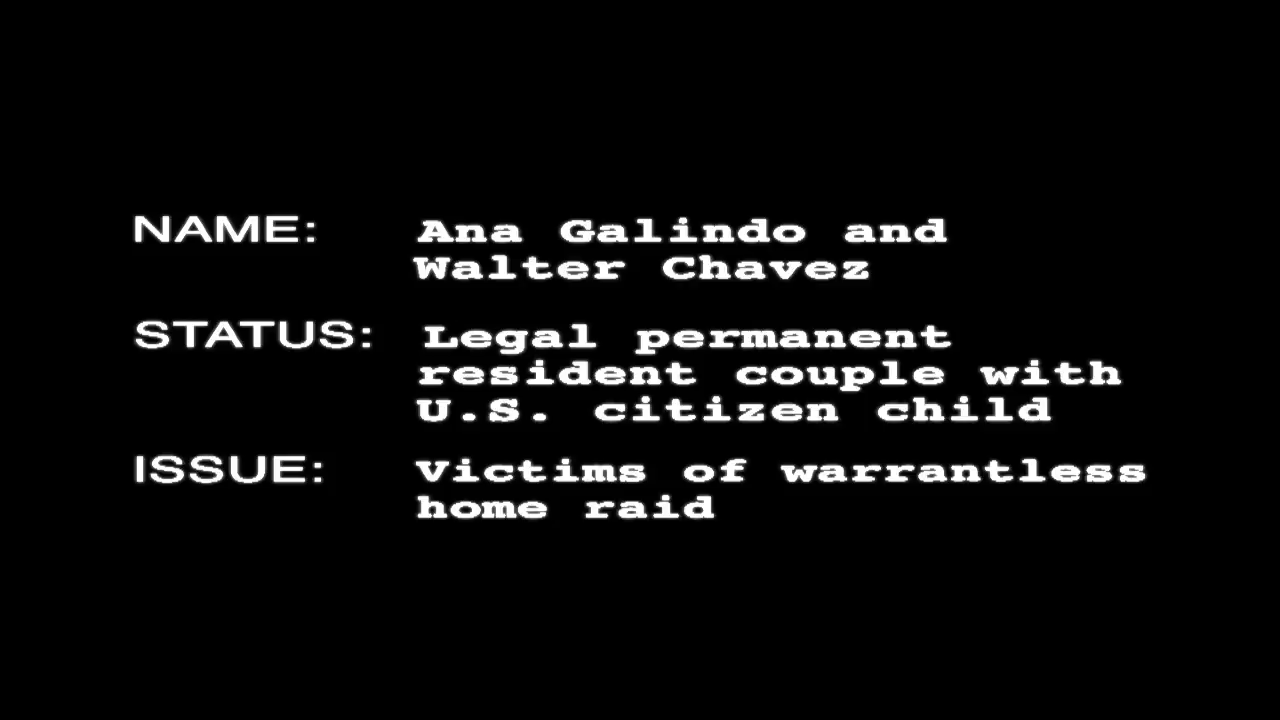 NAME: Ana Galindo and
Walter Chavez
STATUS: Legal permanent
resident couple with
U.S. citizen child
ISSUE: Victims of warrantless
home raid